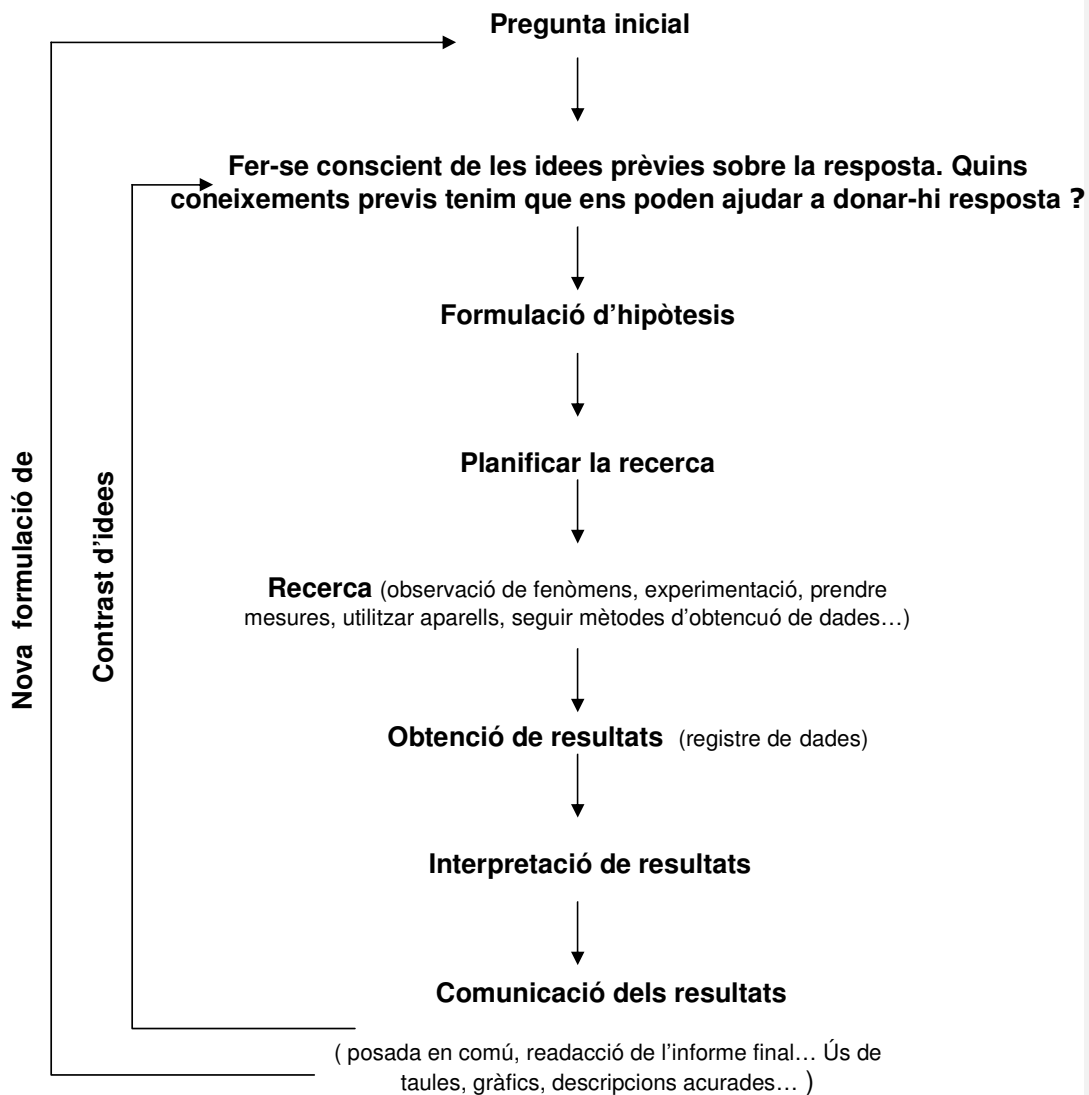 Pregunta inicial
Fer-se conscient de les idees prèvies sobre la resposta. Quins
coneixements previs tenim que ens poden ajudar a donar-hi resposta ?
Formulació d’hipòtesis
Planificar la recerca
Nova formulació de
Contrast d’idees
Recerca (observació de fenòmens, experimentació, prendre
mesures, utilitzar aparells, seguir mètodes d’obtencuó de dades…)
Obtenció de resultats (registre de dades)
Interpretació de resultats
Comunicació dels resultats
( posada en comú, readacció de l’informe final… Ús de
taules, gràfics, descripcions acurades… )